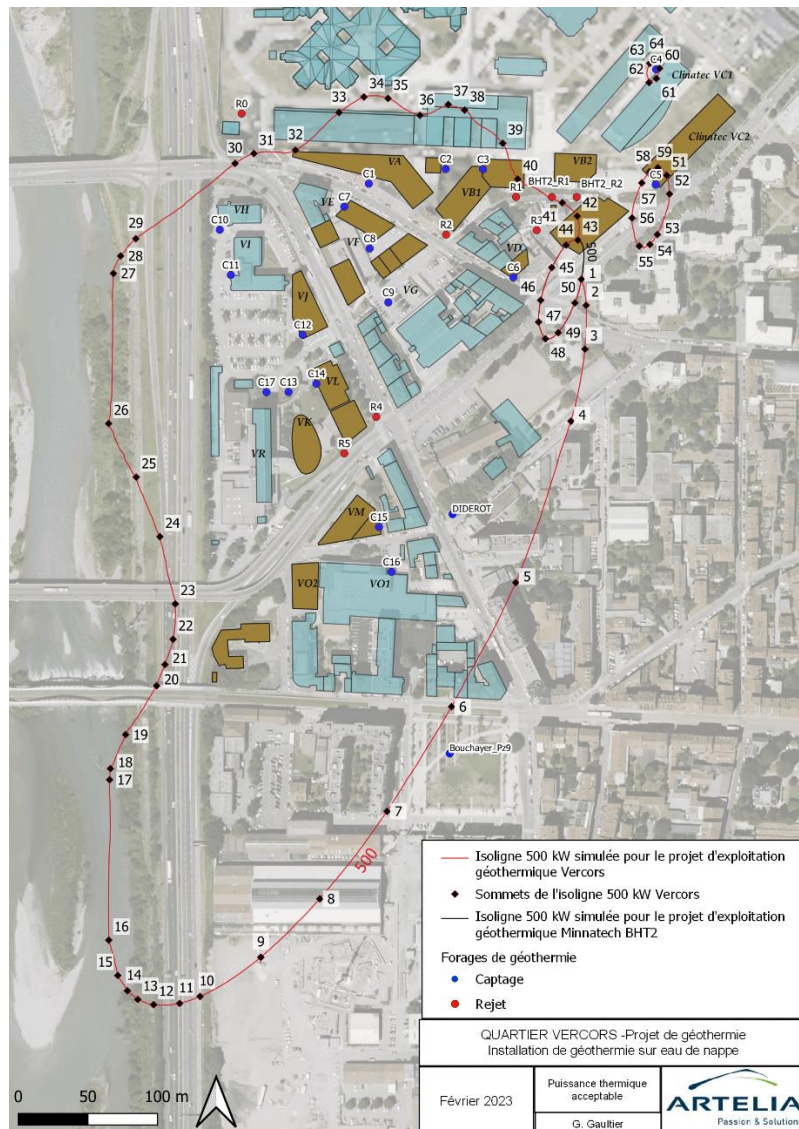 63
64
C4
60
62
61
Clinatec VC1
34
35
37
38
33
36
R0
39
32
31
30
VA
C2
C3
40
VB2
58
59
Clinatec VC2
51
C1
VB1
R1
BHT2_R1
BHT2_R2
57
C5
52
VE
C7
41
42
56
53
VH
C10
R2
R3
43
44
55
54
29
VI
VF
C8
VD
500
28
27
C11
VG
C6
45
1
46
50
2
VJ
C9
47
49
C12
48
3
C14
VL
C17
C13
26
VK
R4
4
VR
R5
25
24
VM
C15
DIDEROT
C16
VO2
VO1
5
23
22
21
20
6
19
Bouchayer_Pz9
18
17
7
500
8
16
9
15
14
13
12
11
10
Isoligne 500 kW simulée pour le projet d'exploitation
géothermique Vercors
Sommets de l'isoligne 500 kW Vercors
Isoligne 500 kW simulée pour le projet d'exploitation
géothermique Minnatech BHT2
Forages de géothermie
Captage
Rejet
QUARTIER VERCORS -Projet de géothermie
Installation de géothermie sur eau de nappe
Février 2023
Puissance thermique
acceptable
G. Gaultier
ARTELIA
Passion & Solutions
0
50
100 m